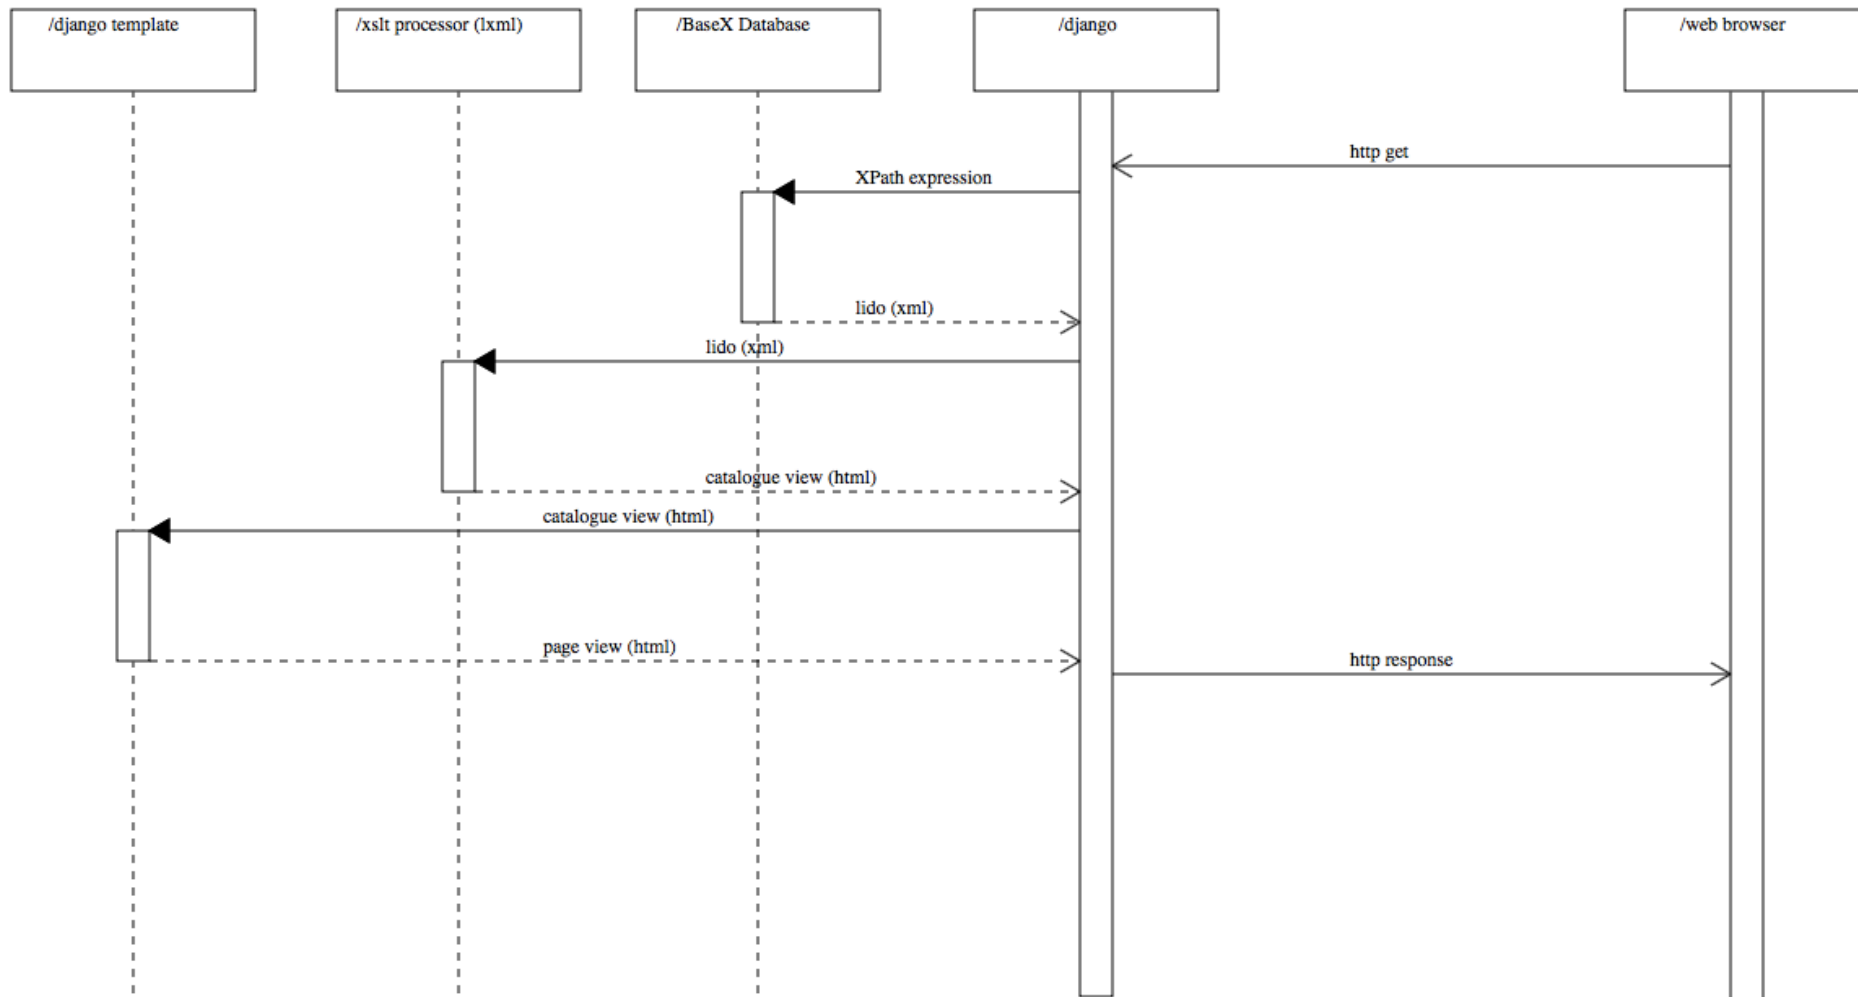 /django template
/xslt processor (lxml)
/BaseX Database
/django
/web browser
http get
XPath expression
lido (xml)
lido (xml)
catalogue view (html)
catalogue view (html)
page view (html)
http response